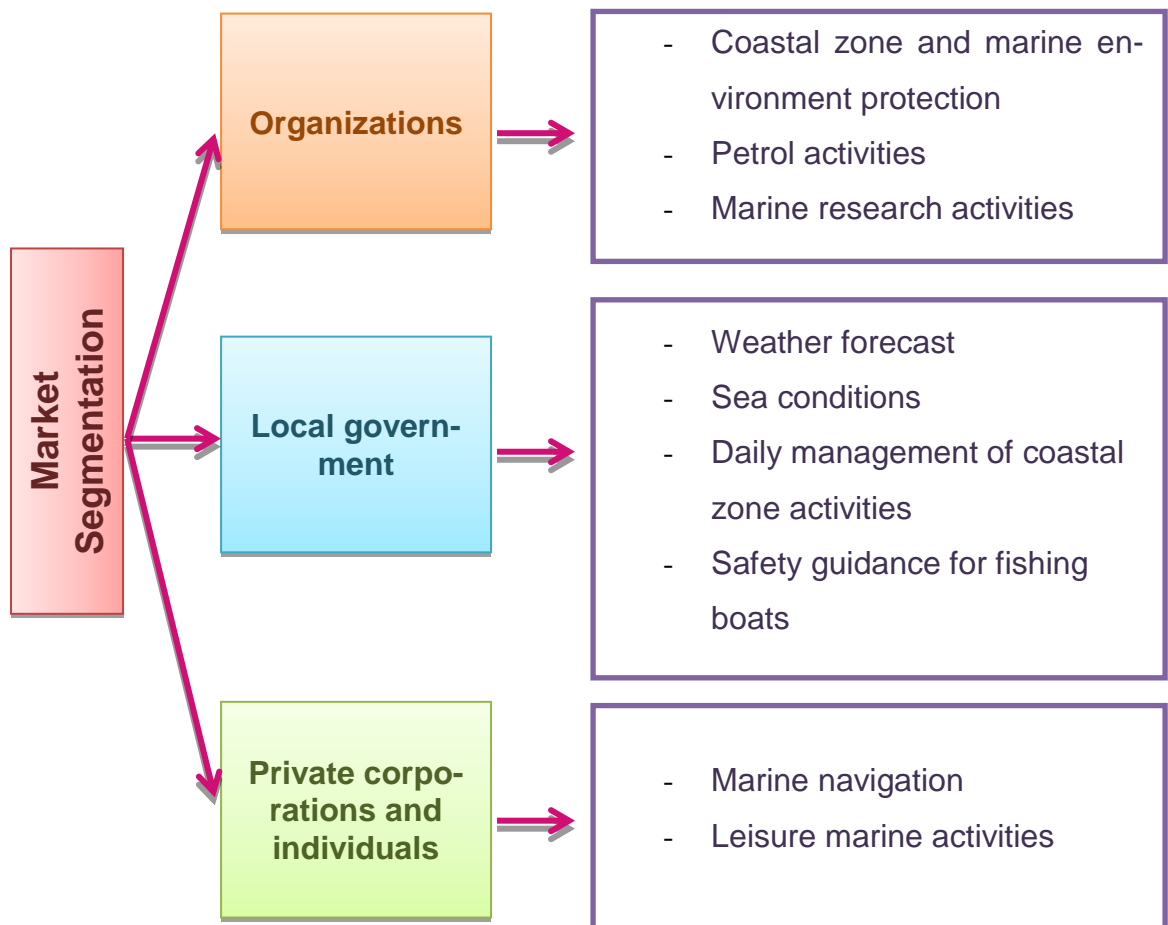 Market
Segmentation
Organizations
- Coastal zone and marine en-
vironment protection
- Petrol activities
- Marine research activities
Local govern-
ment
- Weather forecast
- Sea conditions
- Daily management of coastal
zone activities
- Safety guidance for fishing
boats
Private corpo-
rations and
individuals
- Marine navigation
- Leisure marine activities